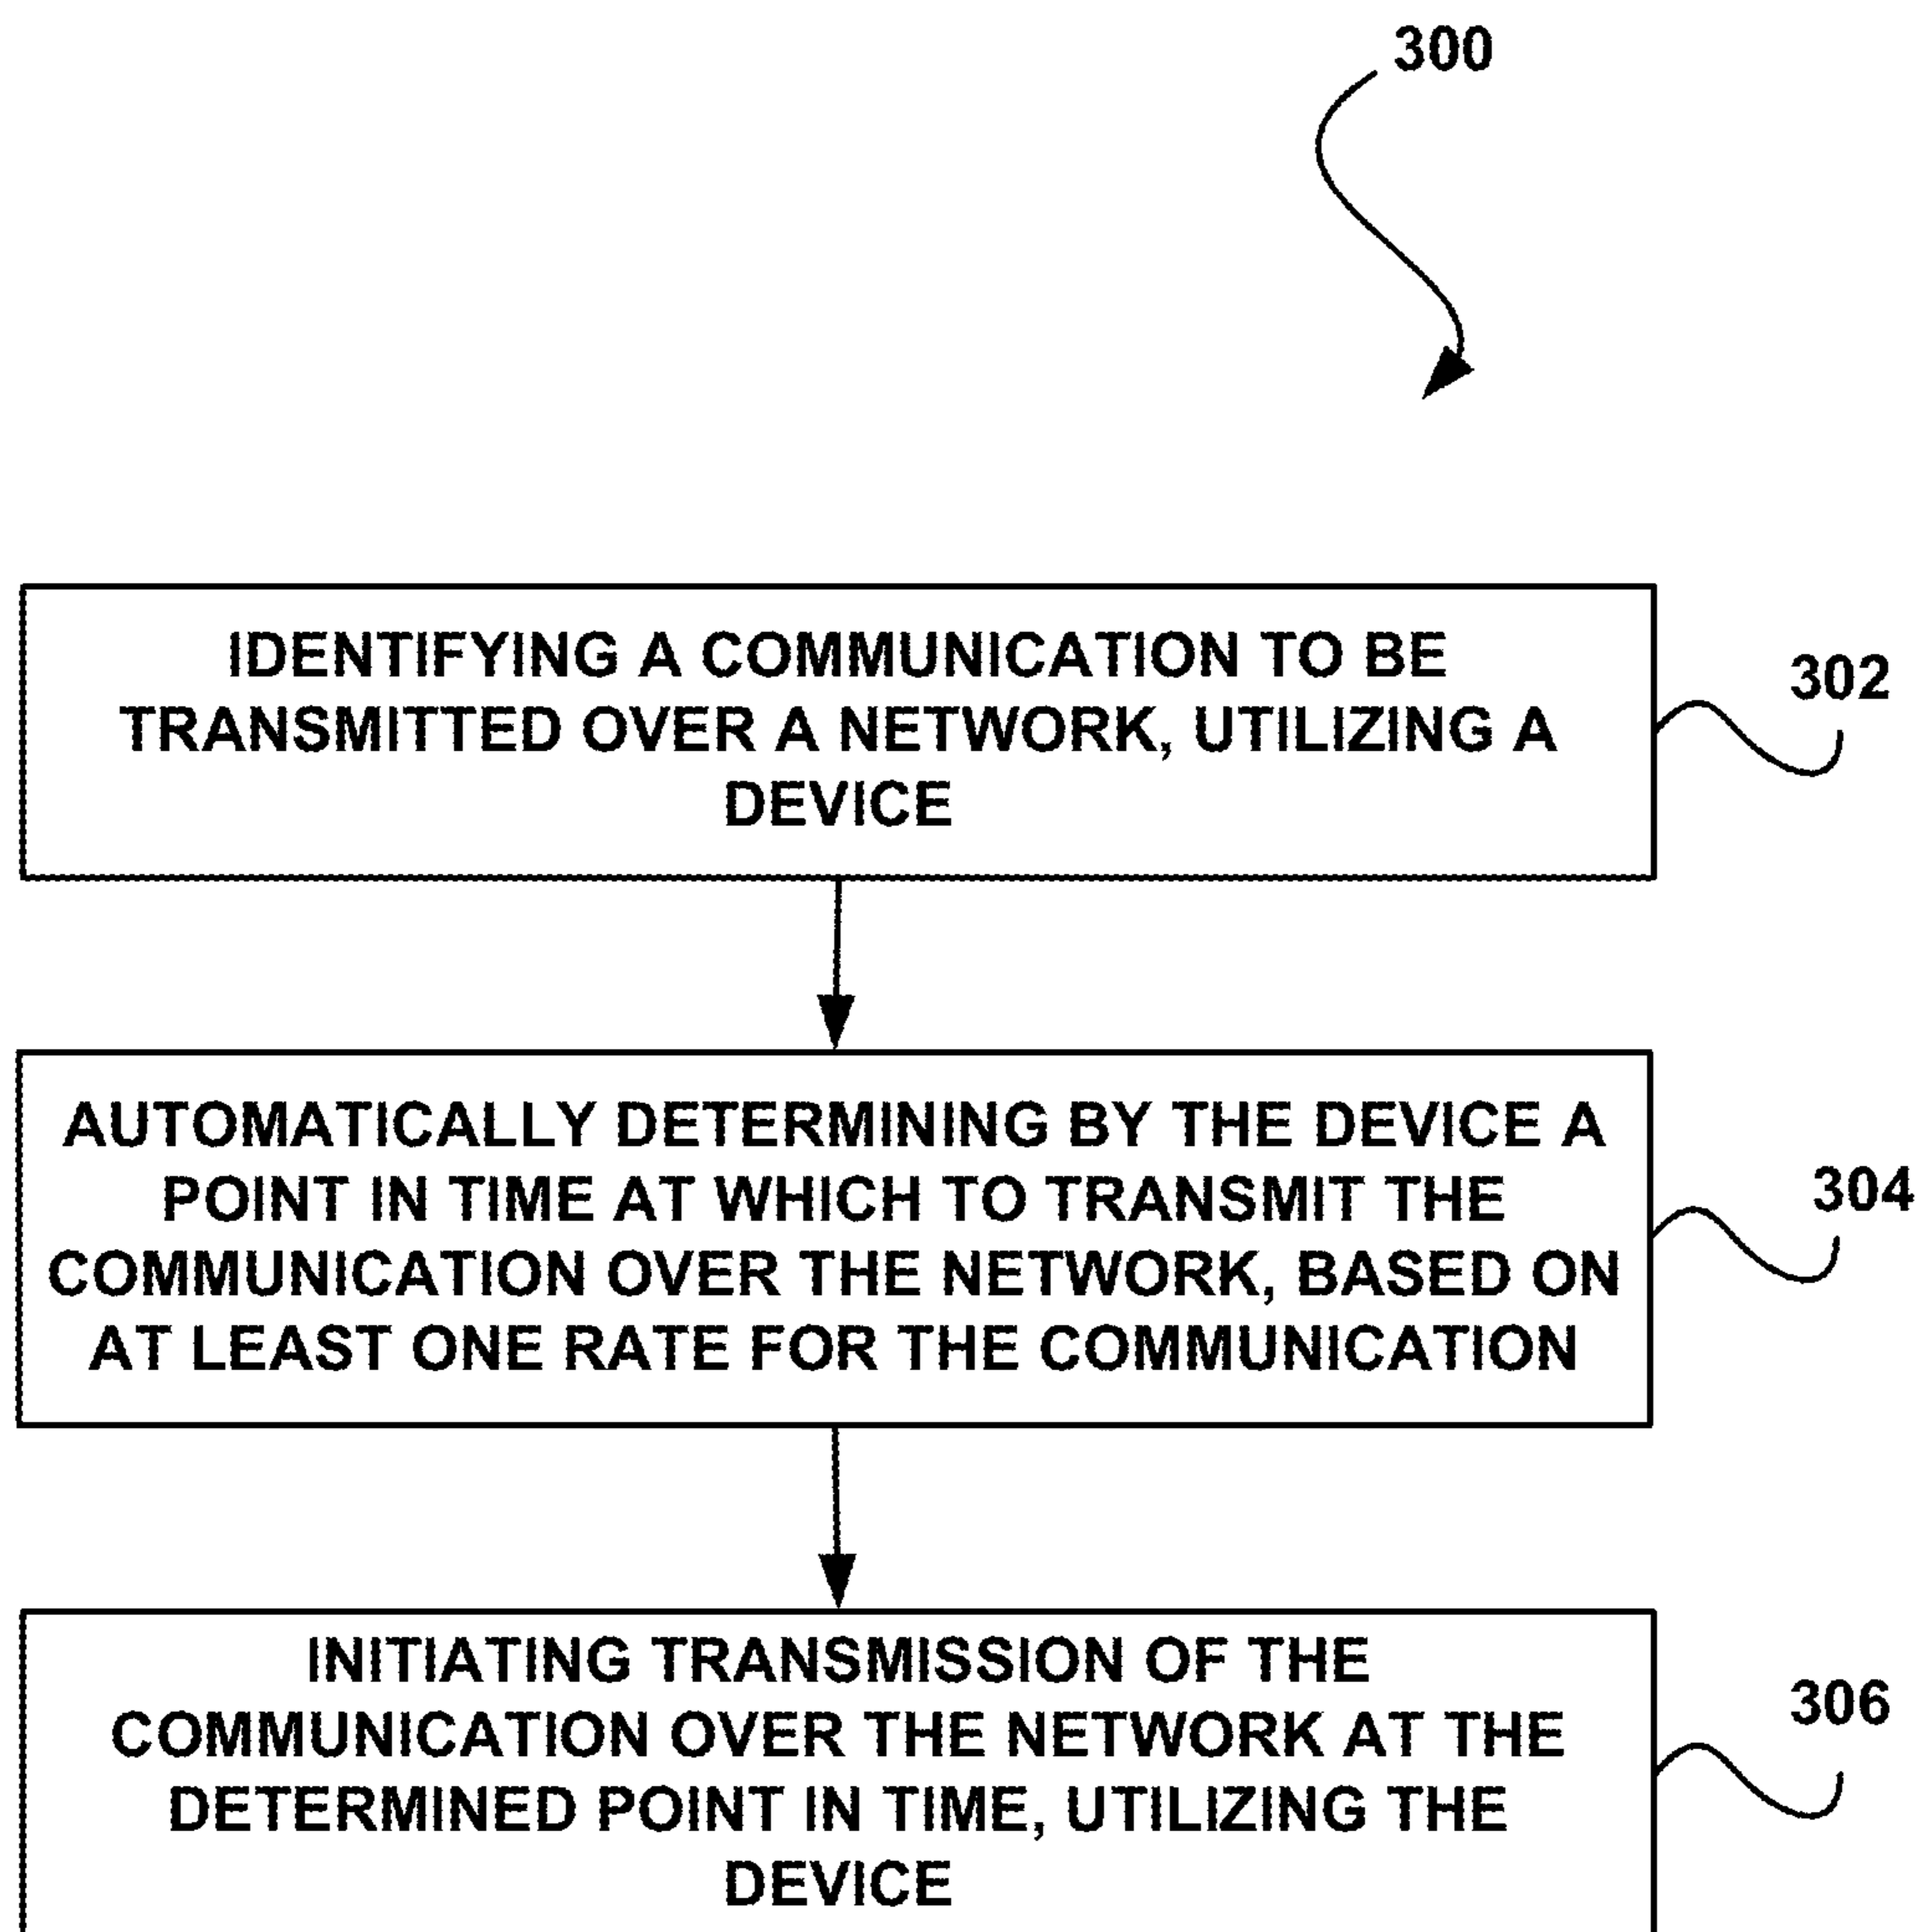 300
IDENTIFYING A COMMUNICATION TO BE
TRANSMITTED OVER A NETWORK, UTILIZING A
DEVICE
302
AUTOMATICALLY DETERMINING BY THE DEVICE A
POINT IN TIME AT WHICH TO TRANSMIT THE
COMMUNICATION OVER THE NETWORK, BASED ON
AT LEAST ONE RATE FOR THE COMMUNICATION
304
INITIATING TRANSMISSION OF THE
COMMUNICATION OVER THE NETWORK AT THE
DETERMINED POINT IN TIME, UTILIZING THE
DEVICE
306